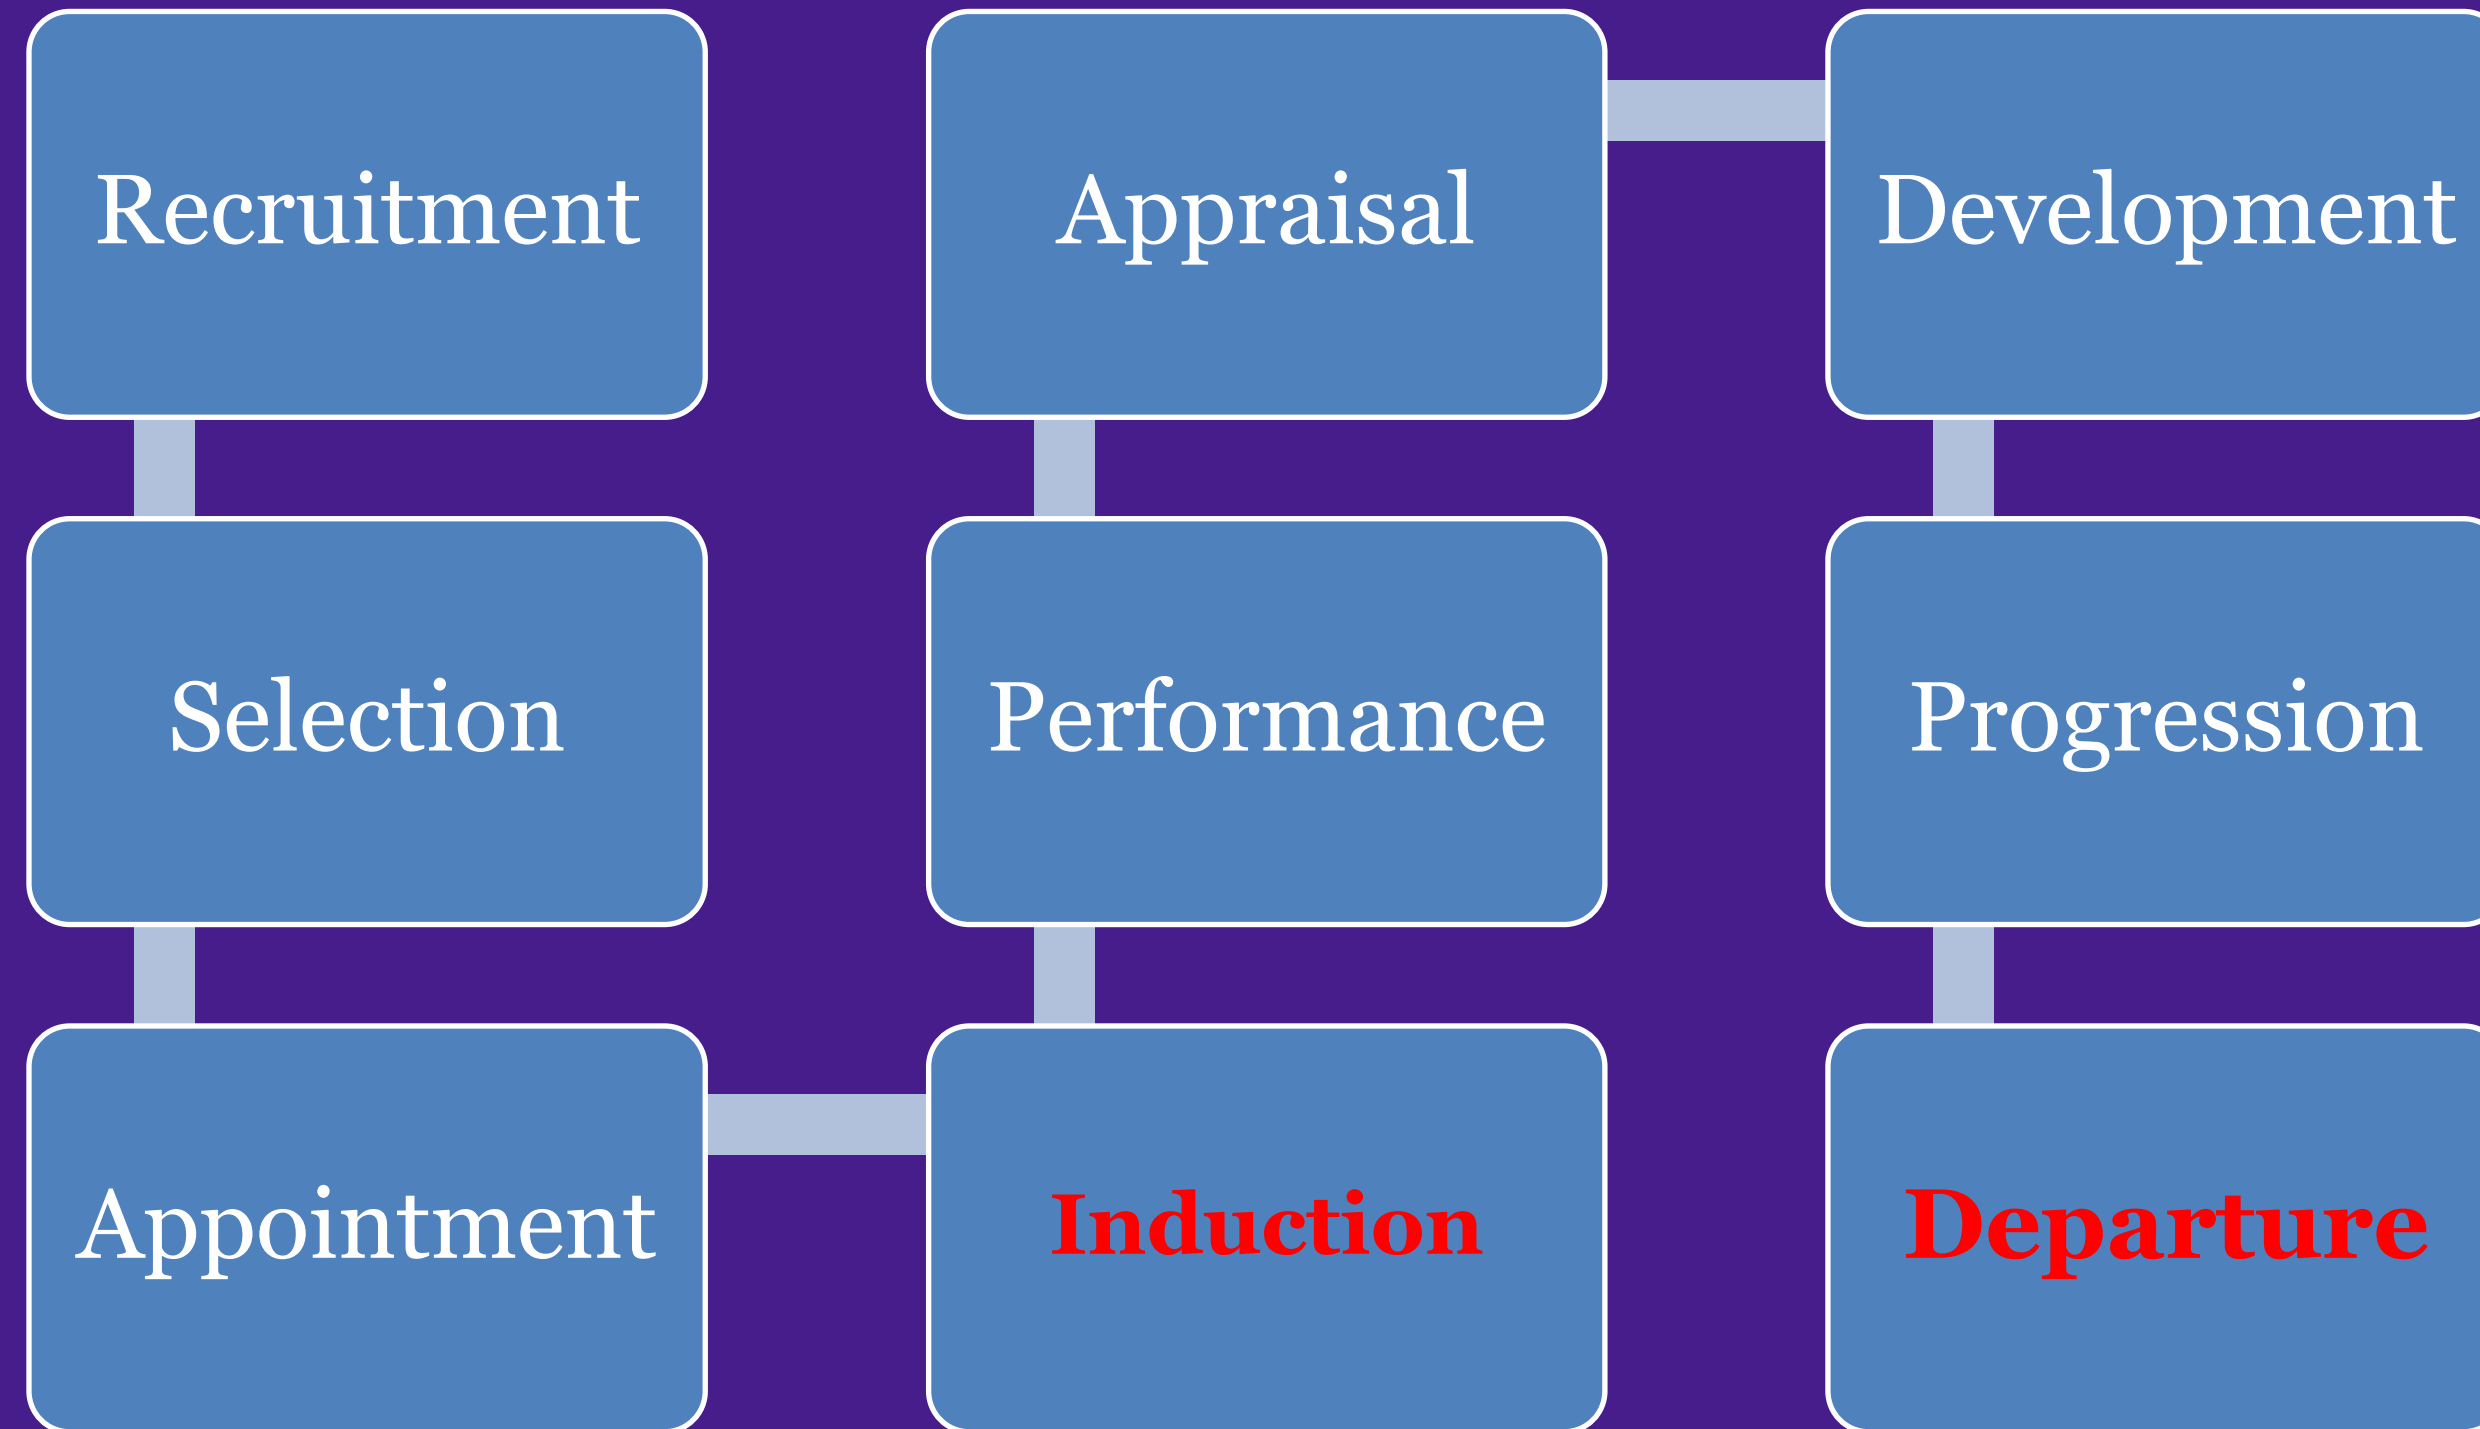 Recruitment
Selection
Appointment
Induction
Performance
Appraisal
Development
Progression
Departure